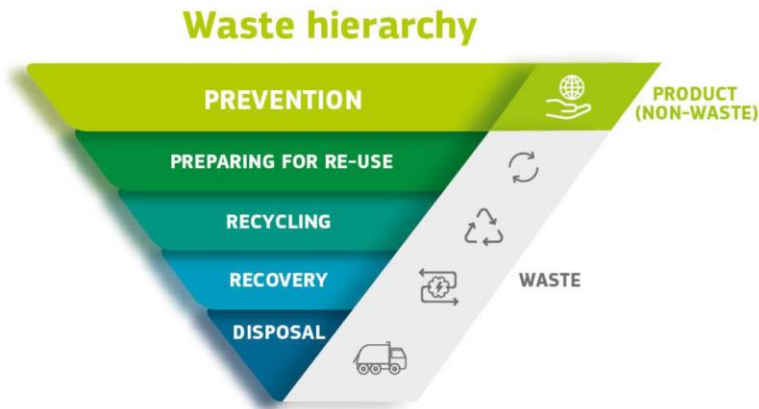 Waste hierarchy
PREVENTION
PRODUCT
(NON-WASTE)
PREPARING FOR RE-USE
RECYCLING
RECOVERY
WASTE
DISPOSAL